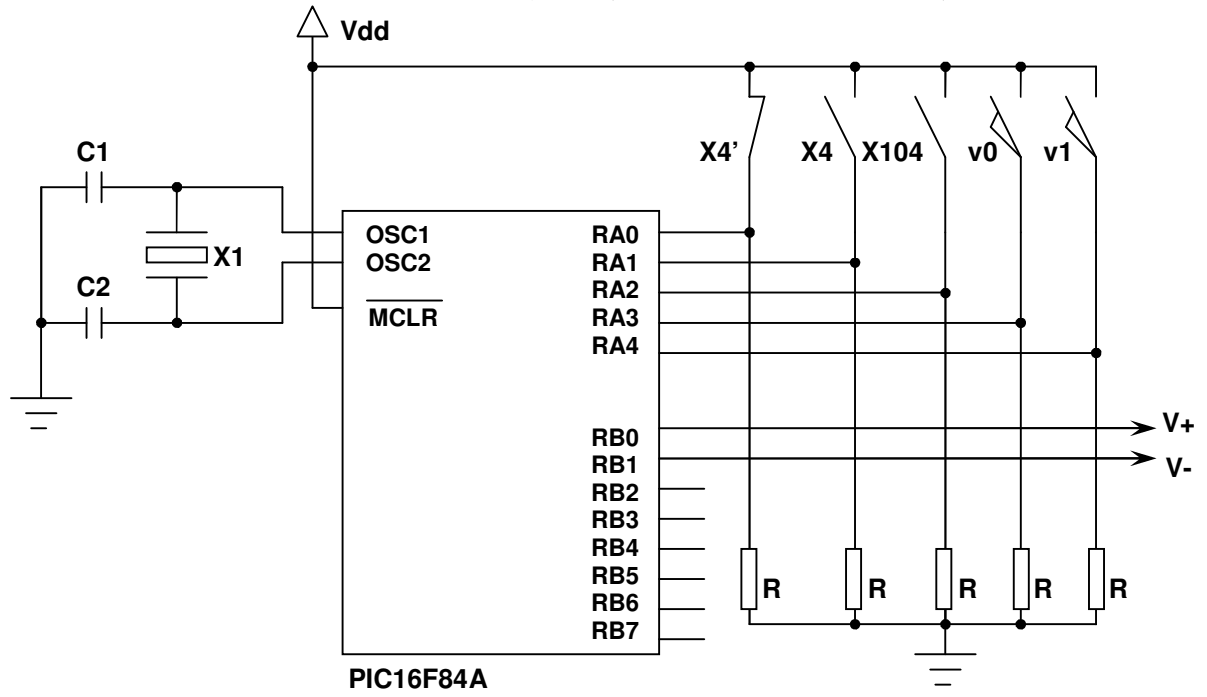 Vdd
C1
X4’
X4
X104
v0
v1
OSC1
RA0
X1
OSC2
RA1
C2
RA2
MCLR
RA3
RA4
V+
RB0
RB1
V-
RB2
RB3
RB4
RB5
R
R
R
R
R
RB6
RB7
PIC16F84A